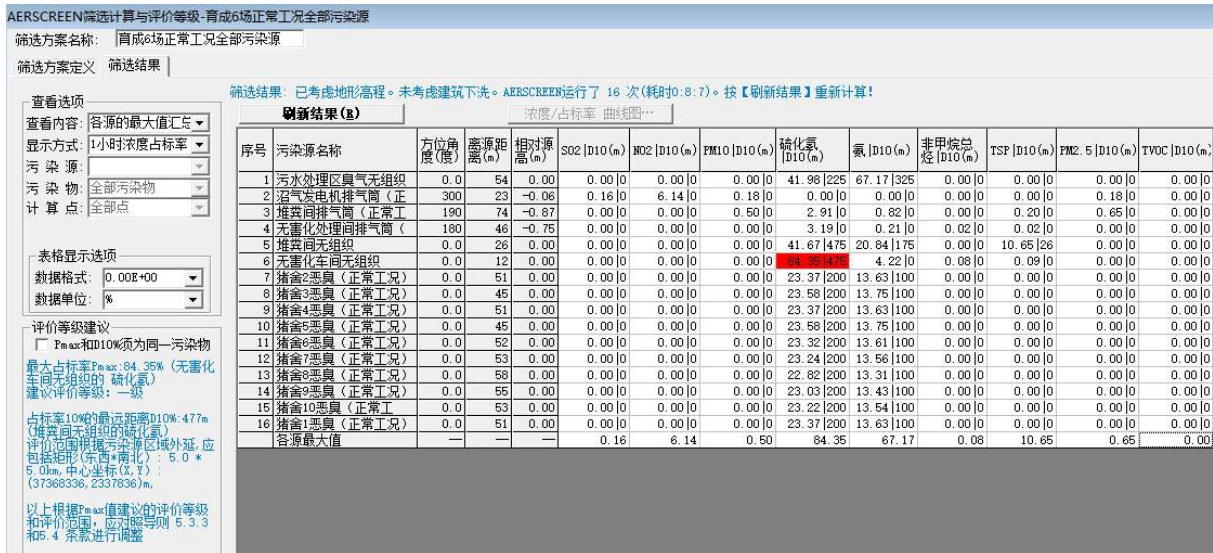 AERSCREEN筛选计算与评价等级-育成6场正常工况全部污染源
筛选方案名称: 育成6场正常工况全部污染源
筛选方案定义 筛选结果
筛选结果: 已考虑地形高程。未考虑建筑下洗。AERSCREEN运行了 16 次(耗时0:8:7)。按【刷新结果】重新计算!
查看选项
查看内容: 各源的最大值汇总
显示方式: 1小时浓度占标率
污 染 源:
污 染 物: 全部污染物
计 算 点: 全部点
表格显示选项
数据格式: 0.00E+00
数据单位: %
评价等级建议
Pmax和D10%须为同一污染物
最大占标率Pmax:84.35% (无害化
车间无组织的 硫化氢)
建议评价等级: 一级
占标率10%的最远距离D10%:477m
(堆粪间无组织的硫化氢)
评价范围根据污染源区域外延,应
包括矩形(东西*南北): 5.0 *
5.0km,中心坐标(X,Y):
(37368336,2337836)m,
以上根据Pmax值建议的评价等级
和评价范围,应对照导则 5.3.3
和5.4 条款进行调整
刷新结果(R) 浓度/占标率 曲线图…
序号 污染源名称 方位角度(度) 离源距离(m) 相对源高(m) SO2|D10(m) NO2|D10(m) PM10|D10(m) 硫化氢|D10(m) 氨|D10(m) 非甲烷总烃|D10(m) TSP|D10(m) PM2.5|D10(m) TVOC|D10(m)
1 污水处理区臭气无组织 0.0 54 0.00 0.00|0 0.00|0 0.00|0 41.98|225 67.17|325 0.00|0 0.00|0 0.00|0 0.00|0
2 沼气发电机排气筒(正 300 23 -0.06 0.16|0 6.14|0 0.18|0 0.00|0 0.00|0 0.00|0 0.00|0 0.18|0 0.00|0
3 堆粪间排气筒(正常工 190 74 -0.87 0.00|0 0.00|0 0.50|0 2.91|0 0.82|0 0.00|0 0.20|0 0.65|0 0.00|0
4 无害化处理间排气筒( 180 46 -0.75 0.00|0 0.00|0 0.00|0 3.19|0 0.21|0 0.02|0 0.02|0 0.00|0 0.00|0
5 堆粪间无组织 0.0 26 0.00 0.00|0 0.00|0 0.00|0 41.67|475 20.84|175 0.00|0 10.65|26 0.00|0 0.00|0
6 无害化车间无组织 0.0 12 0.00 0.00|0 0.00|0 0.00|0 84.35|475 4.22|0 0.08|0 0.09|0 0.00|0 0.00|0
7 猪舍2恶臭(正常工况) 0.0 51 0.00 0.00|0 0.00|0 0.00|0 23.37|200 13.63|100 0.00|0 0.00|0 0.00|0 0.00|0
8 猪舍3恶臭(正常工况) 0.0 45 0.00 0.00|0 0.00|0 0.00|0 23.58|200 13.75|100 0.00|0 0.00|0 0.00|0 0.00|0
9 猪舍4恶臭(正常工况) 0.0 51 0.00 0.00|0 0.00|0 0.00|0 23.37|200 13.63|100 0.00|0 0.00|0 0.00|0 0.00|0
10 猪舍5恶臭(正常工况) 0.0 45 0.00 0.00|0 0.00|0 0.00|0 23.58|200 13.75|100 0.00|0 0.00|0 0.00|0 0.00|0
11 猪舍6恶臭(正常工况) 0.0 52 0.00 0.00|0 0.00|0 0.00|0 23.32|200 13.61|100 0.00|0 0.00|0 0.00|0 0.00|0
12 猪舍7恶臭(正常工况) 0.0 53 0.00 0.00|0 0.00|0 0.00|0 23.24|200 13.56|100 0.00|0 0.00|0 0.00|0 0.00|0
13 猪舍8恶臭(正常工况) 0.0 58 0.00 0.00|0 0.00|0 0.00|0 22.82|200 13.31|100 0.00|0 0.00|0 0.00|0 0.00|0
14 猪舍9恶臭(正常工况) 0.0 55 0.00 0.00|0 0.00|0 0.00|0 23.03|200 13.43|100 0.00|0 0.00|0 0.00|0 0.00|0
15 猪舍10恶臭(正常工 0.0 53 0.00 0.00|0 0.00|0 0.00|0 23.22|200 13.54|100 0.00|0 0.00|0 0.00|0 0.00|0
16 猪舍1恶臭(正常工况) 0.0 51 0.00 0.00|0 0.00|0 0.00|0 23.37|200 13.63|100 0.00|0 0.00|0 0.00|0 0.00|0
各源最大值 — — — 0.16 6.14 0.50 84.35 67.17 0.08 10.65 0.65 0.00